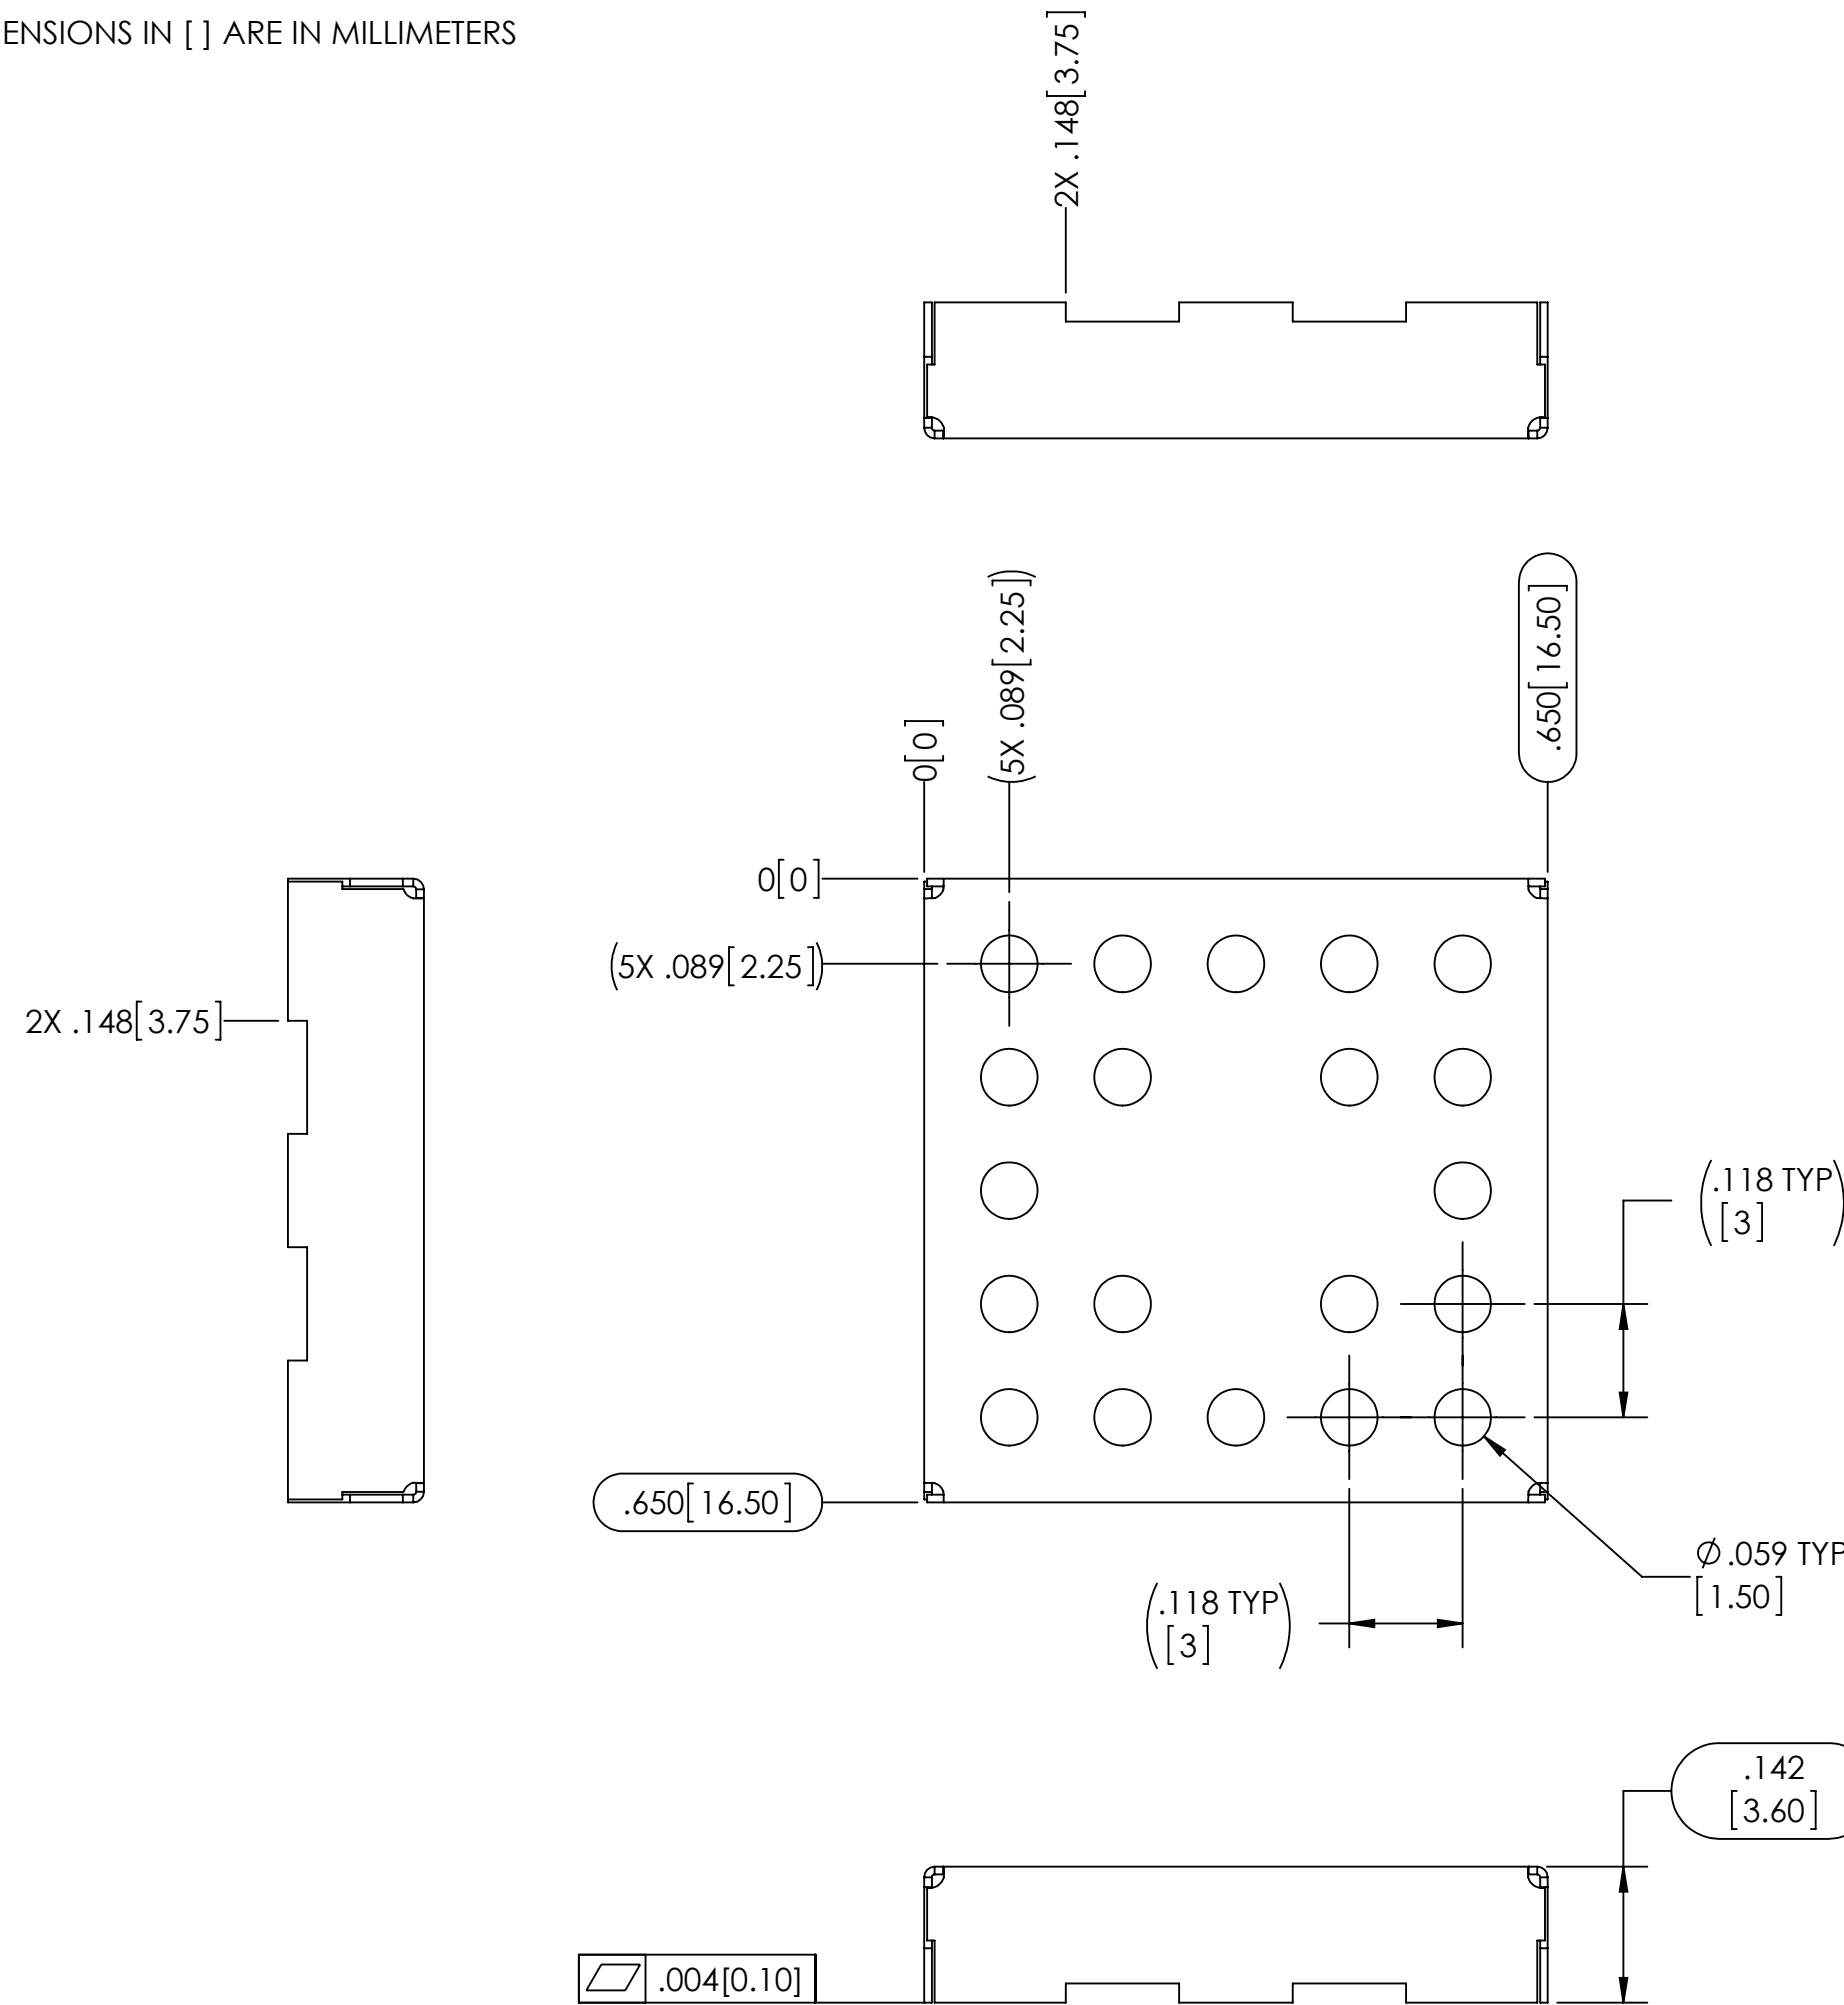 ENSIONS IN [ ] ARE IN MILLIMETERS
2X .148[3.75]
0[0]
(5X .089[2.25])
.650[16.50]
0[0]
(5X .089[2.25])
2X .148[3.75]
(.118 TYP)
[3]
.650[16.50]
Ø.059 TYP
[1.50]
(.118 TYP)
[3]
.142
[3.60]
.004[0.10]